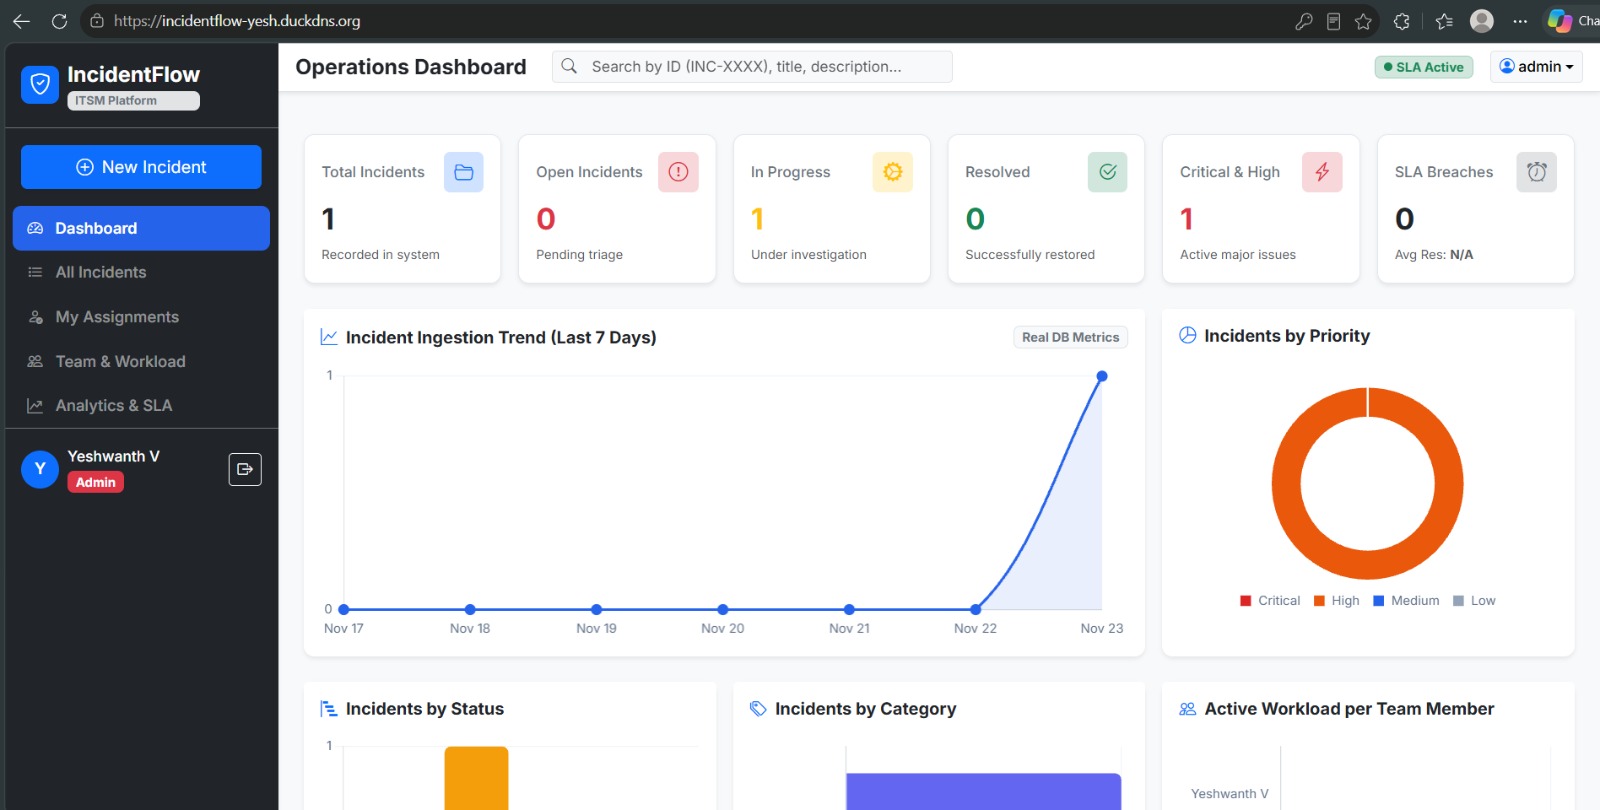 https://incidentflow-yesh.duckdns.org
Cha
IncidentFlow
ITSM Platform
New Incident
Dashboard
All Incidents
My Assignments
Team & Workload
Analytics & SLA
Y
Yeshwanth V
Admin
Operations Dashboard
Search by ID (INC-XXXX), title, description...
SLA Active
admin
Total Incidents
1
Recorded in system
Open Incidents
0
Pending triage
In Progress
1
Under investigation
Resolved
0
Successfully restored
Critical & High
1
Active major issues
SLA Breaches
0
Avg Res: N/A
Incident Ingestion Trend (Last 7 Days)
Real DB Metrics
1
0
Nov 17 Nov 18 Nov 19 Nov 20 Nov 21 Nov 22 Nov 23
Incidents by Priority
Critical High Medium Low
Incidents by Status
1
Incidents by Category
Active Workload per Team Member
Yeshwanth V